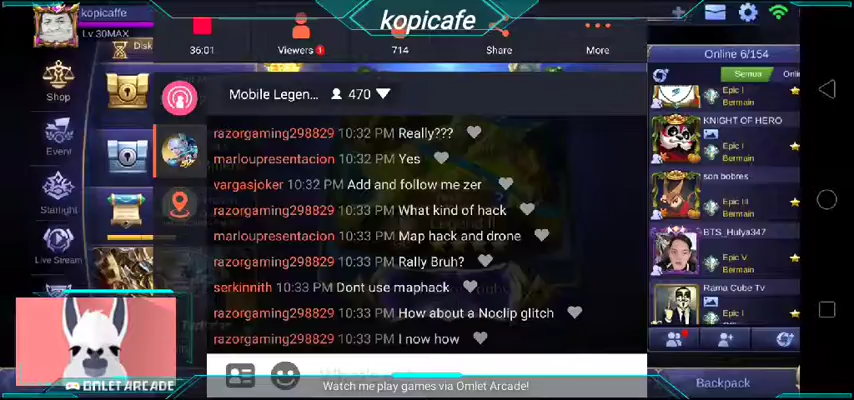 kopicaffe
kopicafe
Lv 30MAX
36:01
Viewers 1
714
Share
More
Disk
Online 6/154
Shop
Mobile Legen... 470
Semua
Onli
Epic I
Bermain
razorgaming298829 10:32 PM Really???
marloupresentacion 10:32 PM Yes
vargasjoker 10:32 PM Add and follow me zer
razorgaming298829 10:33 PM What kind of hack
marloupresentacion 10:33 PM Map hack and drone
razorgaming298829 10:33 PM Rally Bruh?
serkinnith 10:33 PM Dont use maphack
razorgaming298829 10:33 PM How about a Noclip glitch
razorgaming298829 10:33 PM I now how
Event
Starlight
Live Stream
KNIGHT OF HERO
Epic I
Bermain
son bobres
Epic III
Bermain
BTS_Hulya347
Epic V
Bermain
Rama Cube Tv
Epic I
Bermain
OMLET ARCADE
Watch me play games via Omlet Arcade!
Backpack